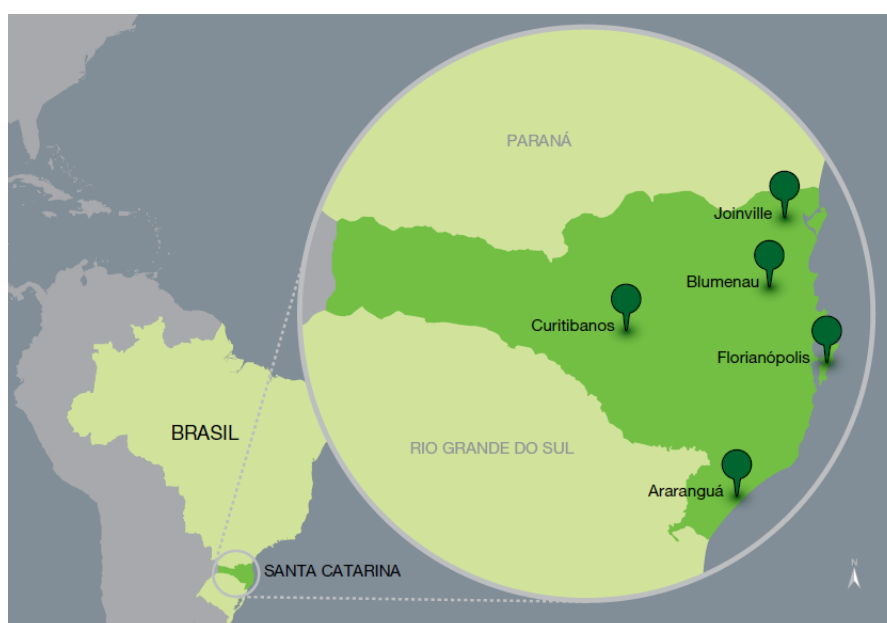 PARANÁ
Joinville
Blumenau
Curitibanos
Florianópolis
BRASIL
RIO GRANDE DO SUL
Araranguá
SANTA CATARINA
N